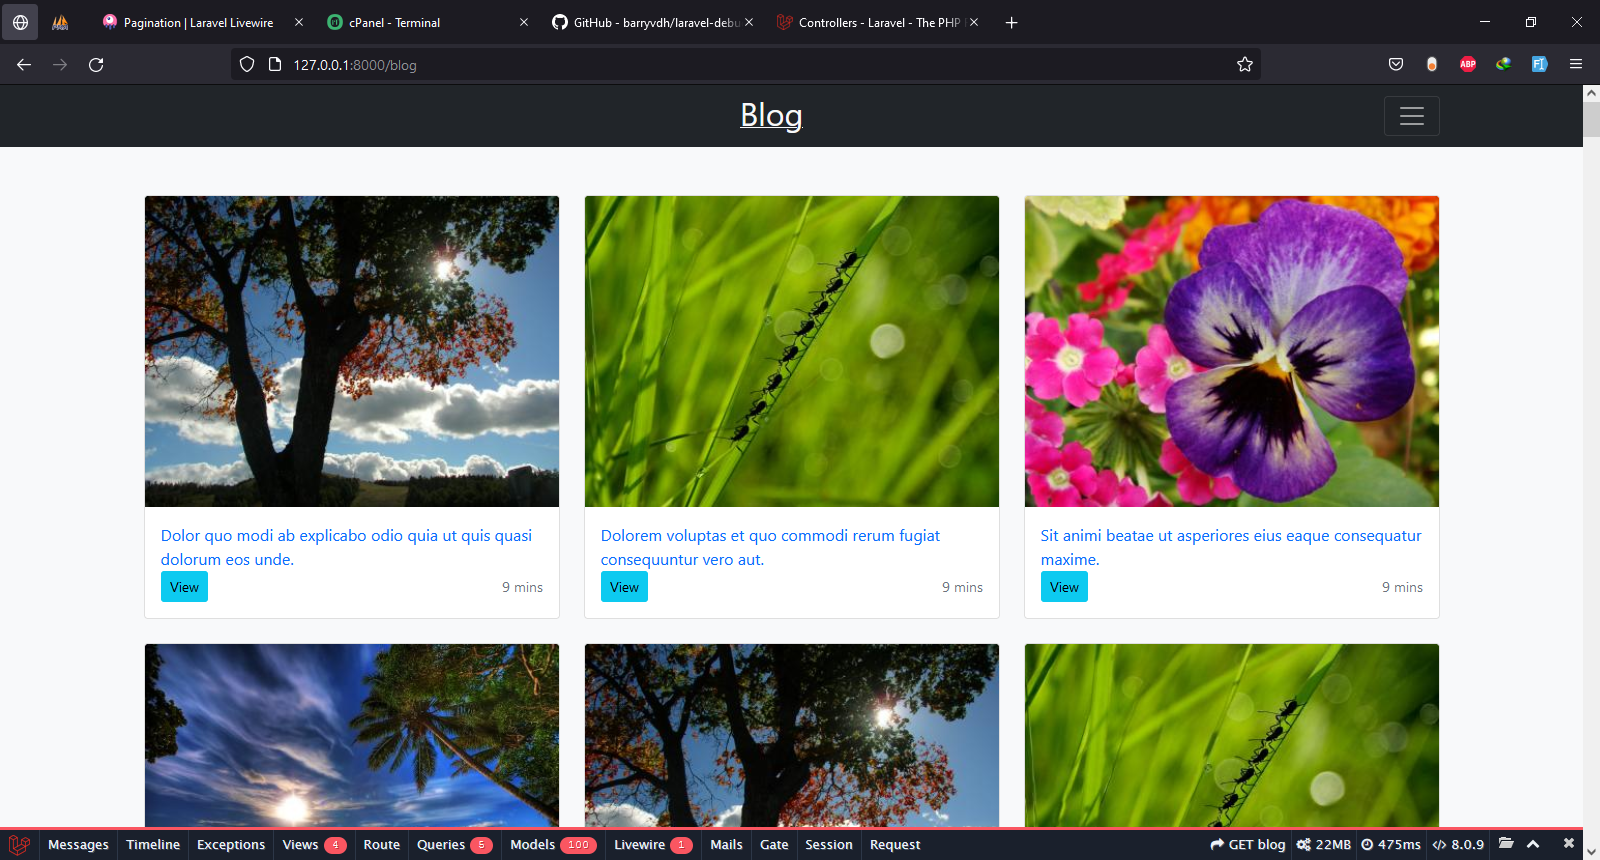 Pagination | Laravel Livewire
cPanel - Terminal
GitHub - barryvdh/laravel-debu
Controllers - Laravel - The PHP
127.0.0.1:8000/blog
ABP
Blog
Dolor quo modi ab explicabo odio quia ut quis quasi
dolorum eos unde.
View
9 mins
Dolorem voluptas et quo commodi rerum fugiat
consequuntur vero aut.
View
9 mins
Sit animi beatae ut asperiores eius eaque consequatur
maxime.
View
9 mins
Messages Timeline Exceptions Views 4 Route Queries 5 Models 100 Livewire 1 Mails Gate Session Request GET blog 22MB 475ms 8.0.9